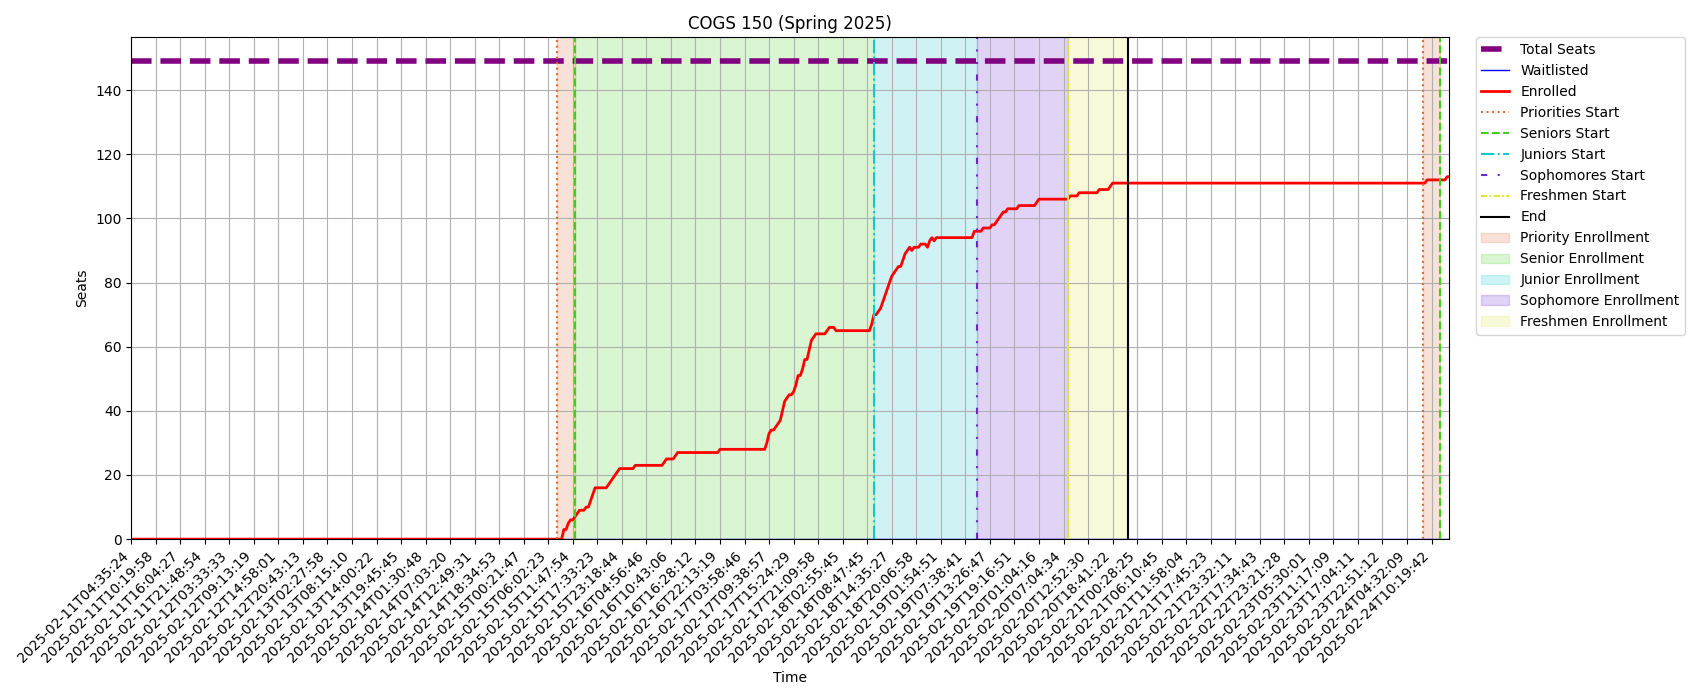 COGS 150 (Spring 2025)
Seats
140
120
100
80
60
40
20
0
2025-02-11T04:35:24
2025-02-11T10:19:58
2025-02-11T16:04:27
2025-02-11T21:48:54
2025-02-12T03:33:33
2025-02-12T09:13:19
2025-02-12T14:58:01
2025-02-12T20:43:13
2025-02-13T02:27:58
2025-02-13T08:15:10
2025-02-13T14:00:22
2025-02-13T19:45:45
2025-02-14T01:30:48
2025-02-14T07:03:20
2025-02-14T12:49:31
2025-02-14T18:34:53
2025-02-15T00:21:47
2025-02-15T06:02:23
2025-02-15T11:47:54
2025-02-15T17:33:23
2025-02-15T23:18:44
2025-02-16T04:56:46
2025-02-16T10:43:06
2025-02-16T16:28:12
2025-02-16T22:13:19
2025-02-17T03:58:46
2025-02-17T09:38:57
2025-02-17T15:24:29
2025-02-17T21:09:58
2025-02-18T02:55:45
2025-02-18T08:47:45
2025-02-18T14:35:27
2025-02-18T20:06:58
2025-02-19T01:54:51
2025-02-19T07:38:41
2025-02-19T13:26:47
2025-02-19T19:16:51
2025-02-20T01:04:16
2025-02-20T07:04:34
2025-02-20T12:52:30
2025-02-20T18:41:22
2025-02-21T00:28:25
2025-02-21T06:10:45
2025-02-21T11:58:04
2025-02-21T17:45:23
2025-02-21T23:32:11
2025-02-22T17:34:43
2025-02-22T23:21:28
2025-02-23T05:30:01
2025-02-23T11:17:09
2025-02-23T17:04:11
2025-02-23T22:51:12
2025-02-24T04:32:09
2025-02-24T10:19:42
Time
Total Seats
Waitlisted
Enrolled
Priorities Start
Seniors Start
Juniors Start
Sophomores Start
Freshmen Start
End
Priority Enrollment
Senior Enrollment
Junior Enrollment
Sophomore Enrollment
Freshmen Enrollment